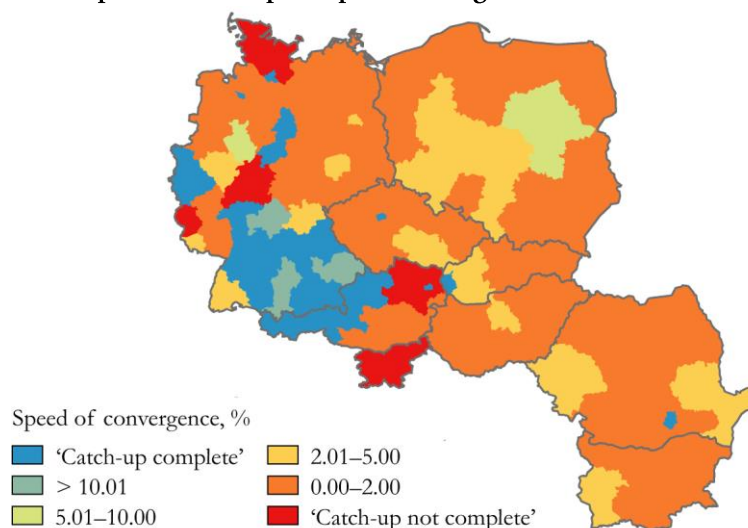 Speed of convergence, %
‘Catch-up complete’
> 10.01
5.01–10.00
2.01–5.00
0.00–2.00
‘Catch-up not complete’